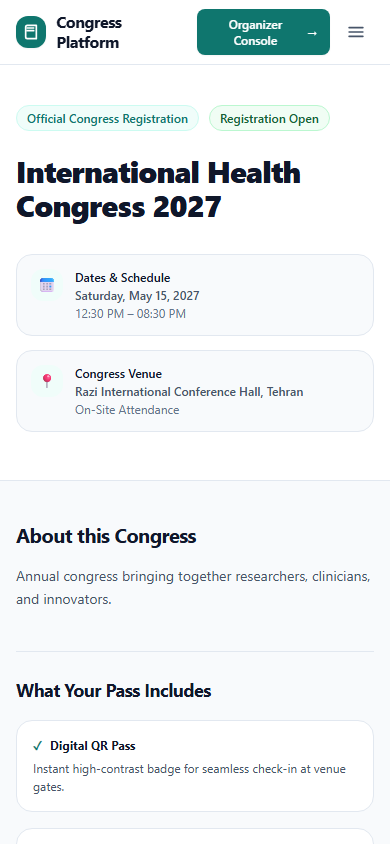 Congress
Platform
Organizer
Console →
Official Congress Registration
Registration Open
International Health
Congress 2027
Dates & Schedule
Saturday, May 15, 2027
12:30 PM – 08:30 PM
Congress Venue
Razi International Conference Hall, Tehran
On-Site Attendance
About this Congress
Annual congress bringing together researchers, clinicians,
and innovators.
What Your Pass Includes
✓ Digital QR Pass
Instant high-contrast badge for seamless check-in at venue
gates.